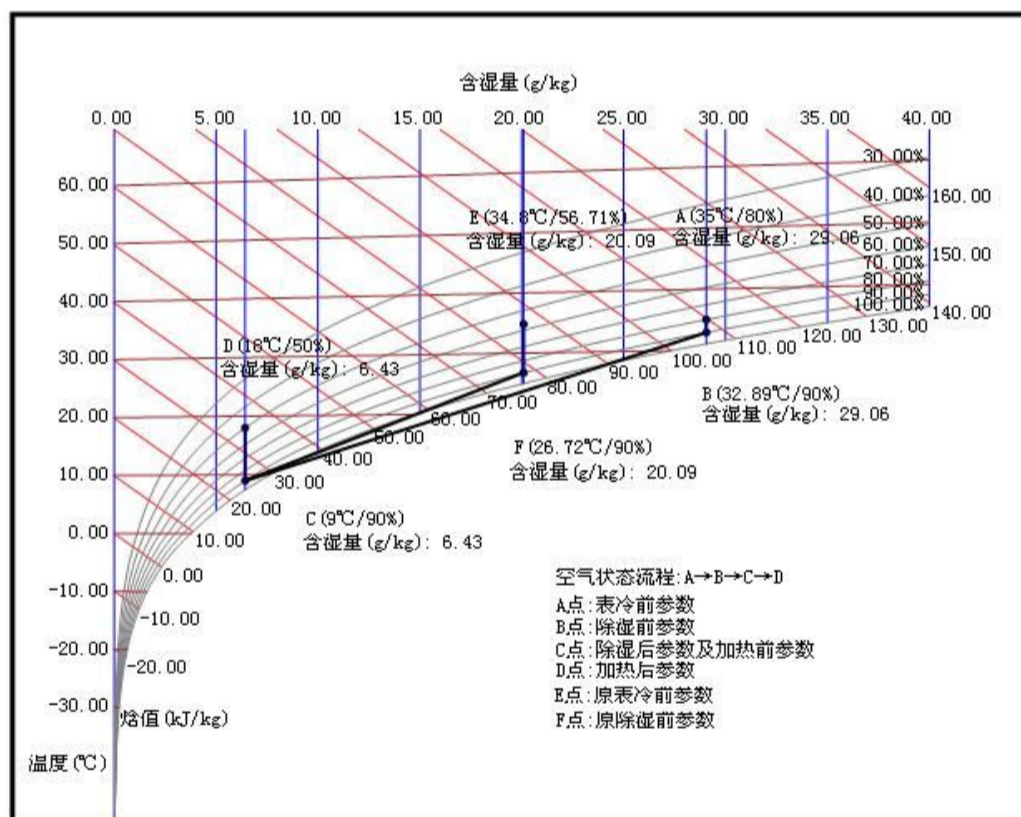 含湿量(g/kg)
0.00 5.00 10.00 15.00 20.00 25.00 30.00 35.00 40.00
30.00%
60.00
40.00% 160.00
E(34.8℃/56.71%) A(35℃/80%)
含湿量(g/kg): 20.09 含湿量(g/kg): 29.06
50.00%
50.00
60.00%
150.00
70.00%
80.00%
90.00%
40.00
100.00%
140.00
130.00
120.00
D(18℃/50%)
110.00
30.00
含湿量(g/kg): 6.43
100.00
90.00
80.00
B(32.89℃/90%)
70.00
含湿量(g/kg): 29.06
20.00
60.00
50.00
F(26.72℃/90%)
40.00
含湿量(g/kg): 20.09
10.00
30.00
20.00
C(9℃/90%)
0.00
10.00
含湿量(g/kg): 6.43
0.00
空气状态流程:A→B→C→D
-10.00
A点:表冷前参数
-10.00
B点:除湿前参数
C点:除湿后参数及加热前参数
-20.00
-20.00
D点:加热后参数
E点:原表冷前参数
-30.00
焓值(kJ/kg)
F点:原除湿前参数
温度(℃)